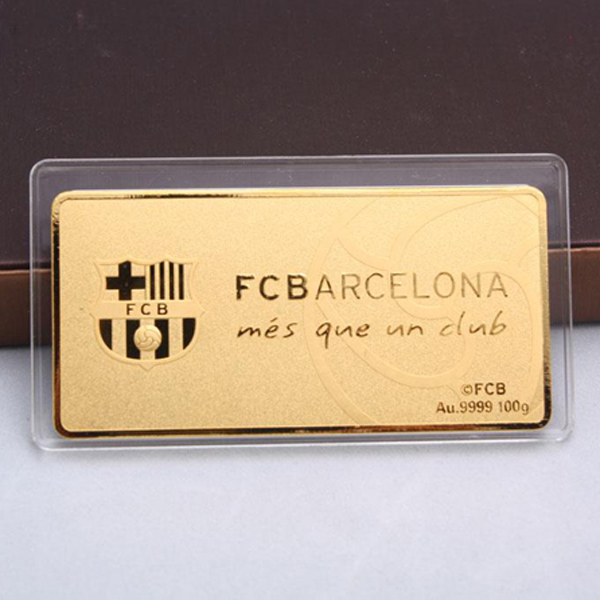 FCB
FCBARCELONA
més que un club
©FCB
Au.9999 100g